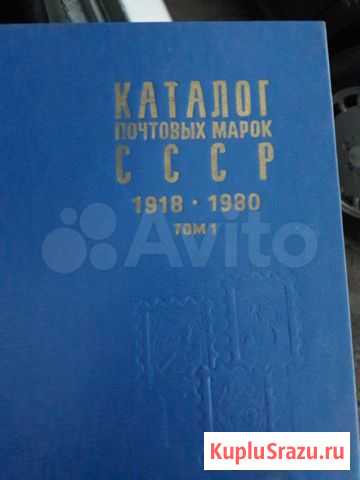 КАТАЛОГ
ПОЧТОВЫХ МАРОК
СССР
1918 · 1980
ТОМ 1
Avito
KupluSrazu.ru